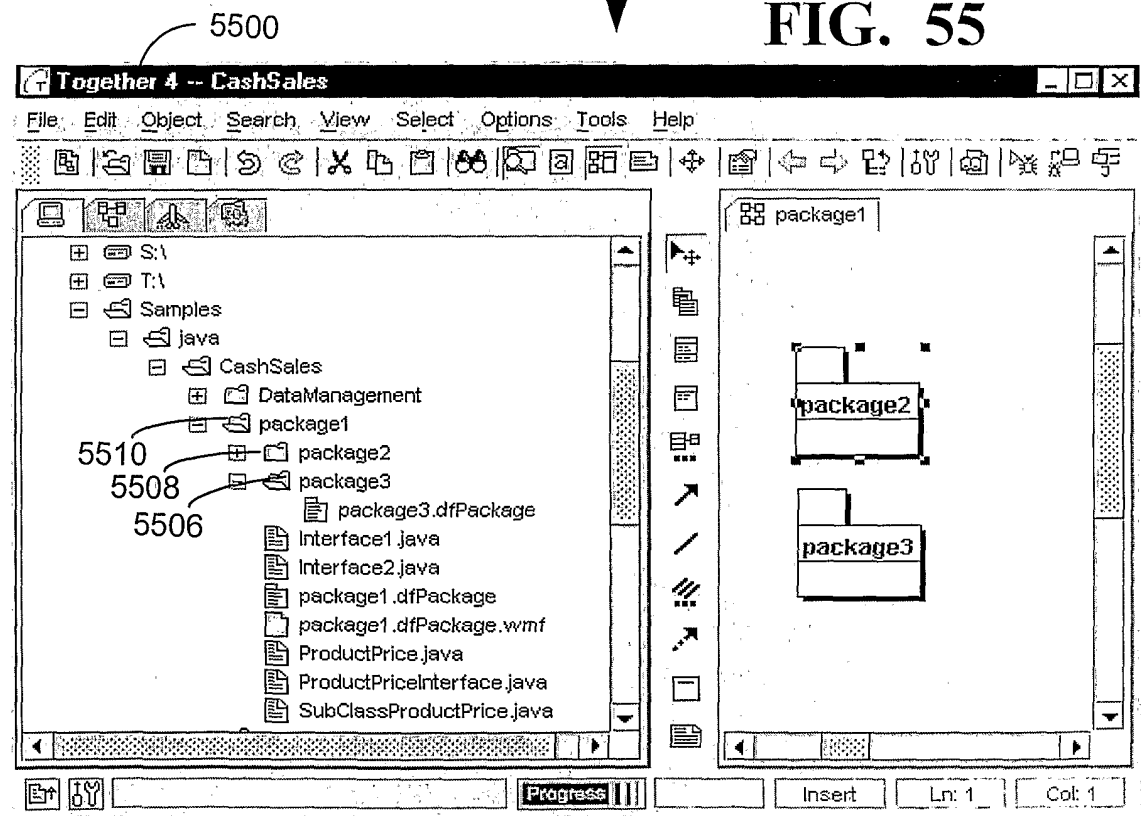 5500
FIG. 55
Together 4 -- CashSales
File Edit Object Search View Select Options Tools Help
a
package1
S:\
T:\
Samples
java
CashSales
DataManagement
package1
5510
package2
5508
package3
5506
package3.dfPackage
Interface1.java
Interface2.java
package1.dfPackage
package1.dfPackage.wmf
ProductPrice.java
ProductPriceInterface.java
SubClassProductPrice.java
package2
package3
Progress
Insert
Ln: 1
Col: 1